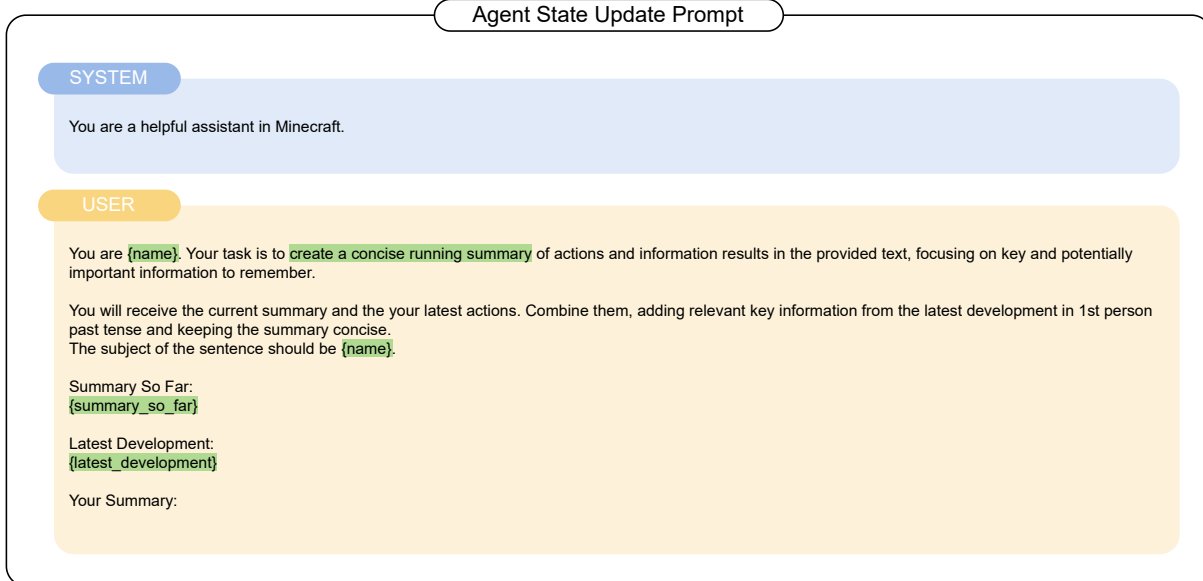 Agent State Update Prompt
SYSTEM
You are a helpful assistant in Minecraft.
USER
You are {name}. Your task is to create a concise running summary of actions and information results in the provided text, focusing on key and potentially
important information to remember.
You will receive the current summary and the your latest actions. Combine them, adding relevant key information from the latest development in 1st person
past tense and keeping the summary concise.
The subject of the sentence should be {name}.
Summary So Far:
{summary_so_far}
Latest Development:
{latest_development}
Your Summary: